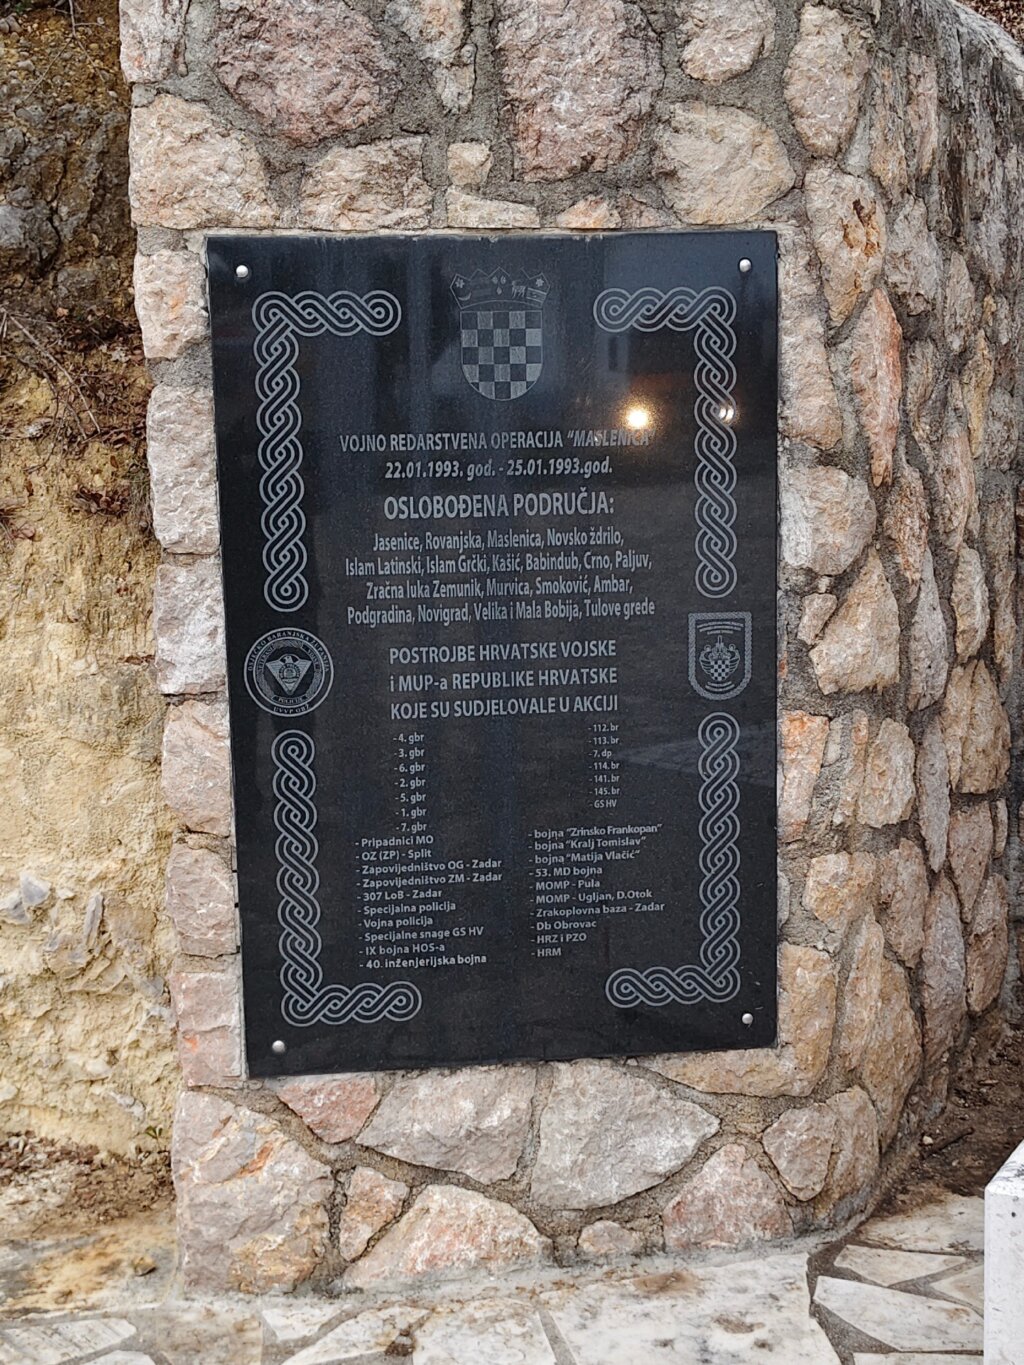 VOJNO REDARSTVENA OPERACIJA "MASLENICA"
22.01.1993. god. - 25.01.1993.god.
OSLOBOĐENA PODRUČJA:
Jasenice, Rovanjska, Maslenica, Novsko ždrilo,
Islam Latinski, Islam Grčki, Kašić, Babindub, Crno, Paljuv,
Zračna luka Zemunik, Murvica, Smoković, Ambar,
Podgradina, Novigrad, Velika i Mala Bobija, Tulove grede
POSTROJBE HRVATSKE VOJSKE
i MUP-a REPUBLIKE HRVATSKE
KOJE SU SUDJELOVALE U AKCIJI
- 4. gbr
- 3. gbr
- 6. gbr
- 2. gbr
- 5. gbr
- 1. gbr
- 7. gbr
- Pripadnici MO
- OZ (ZP) - Split
- Zapovijedništvo OG - Zadar
- Zapovijedništvo ZM - Zadar
- 307 LoB - Zadar
- Specijalna policija
- Vojna policija
- Specijalne snage GS HV
- IX bojna HOS-a
- 40. inženjerijska bojna
- 112. br
- 113. br
- 7. dp
- 114. br
- 141. br
- 145. br
- GS HV
- bojna "Zrinsko Frankopan"
- bojna "Kralj Tomislav"
- bojna "Matija Vlačić"
- 53. MD bojna
- MOMP - Pula
- MOMP - Ugljan, D.Otok
- Zrakoplovna baza - Zadar
- Db Obrovac
- HRZ i PZO
- HRM